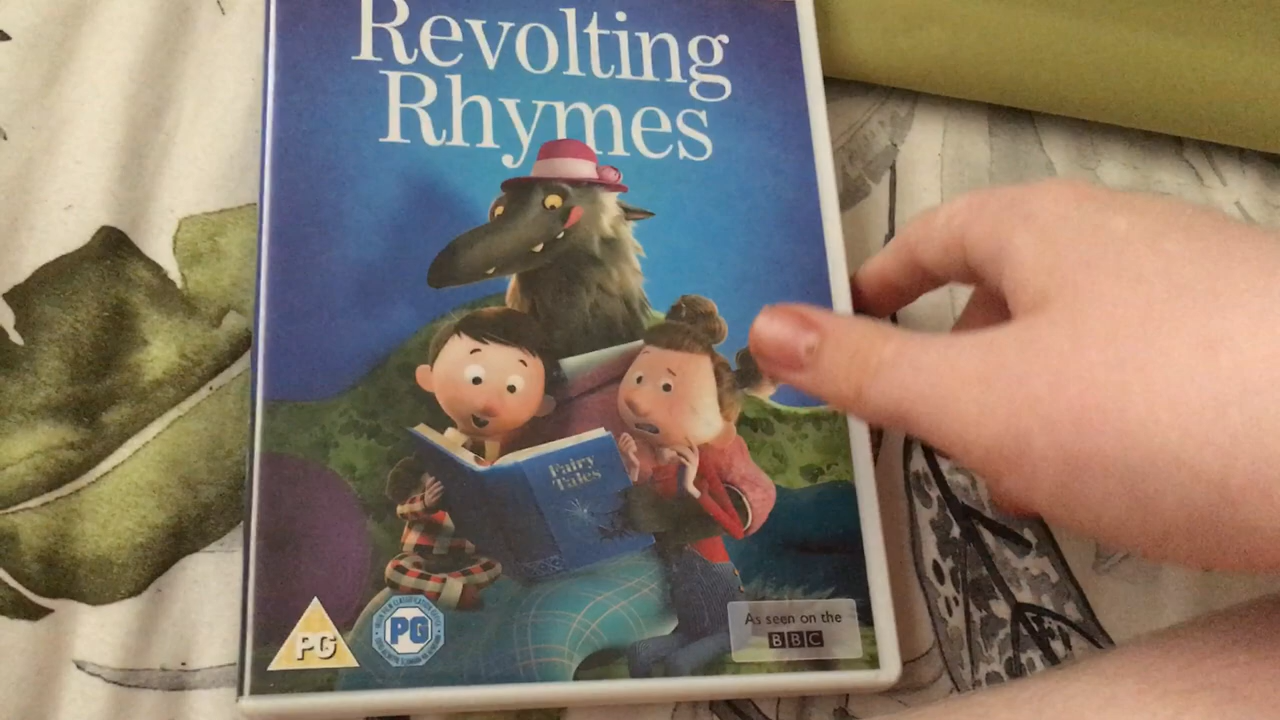 Revolting
Rhymes
Fairy
Tales
PG
PG
As seen on the
BBC